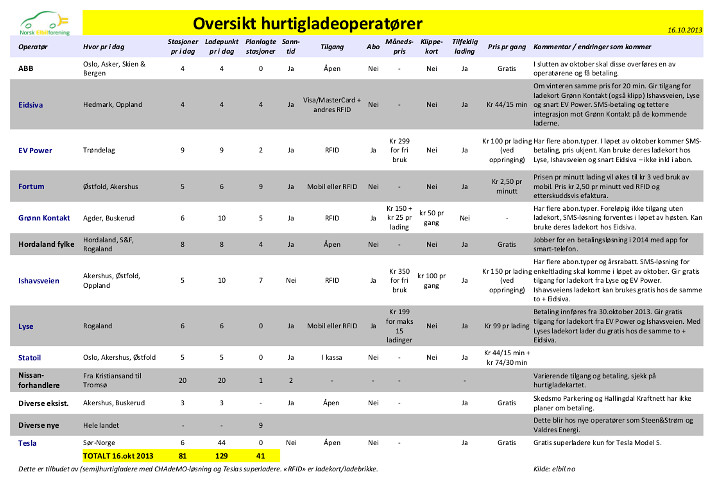 Norsk Elbilforening
Oversikt hurtigladeoperatører
16.10.2013
Operatør Hvor pr i dag Stasjoner pr i dag Ladepunkt pr i dag Planlagte stasjoner Sann-tid Tilgang Abo Måneds-pris Klippe-kort Tilfeldig lading Pris pr gang Kommentar / endringer som kommer
ABB Oslo, Asker, Skien & Bergen 4 4 0 Ja Åpen Nei - Nei Ja Gratis I slutten av oktober skal disse overføres en av operatørene og få betaling.
Eidsiva Hedmark, Oppland 4 4 4 Ja Visa/MasterCard + andres RFID Nei - Nei Ja Kr 44/15 min Om vinteren samme pris for 20 min. Gir tilgang for ladekort Grønn Kontakt (også klipp) Ishavsveien, Lyse og snart EV Power. SMS-betaling og tettere integrasjon mot Grønn Kontakt på de kommende laderne.
EV Power Trøndelag 9 9 2 Ja RFID Ja Kr 299 for fri bruk Nei Ja Kr 100 pr lading (ved oppringing) Har flere abon.typer. I løpet av oktober kommer SMS-betaling, pris ukjent. Kan bruke deres ladekort hos Lyse, Ishavsveien og snart Eidsiva – ikke inkl i abon.
Fortum Østfold, Akershus 5 6 9 Ja Mobil eller RFID Nei - Nei Ja Kr 2,50 pr minutt Prisen pr minutt lading vil økes til kr 3 ved bruk av mobil. Pris kr 2,50 pr minutt ved RFID og etterskuddsvis efaktura.
Grønn Kontakt Agder, Buskerud 6 10 5 Ja RFID Ja Kr 150 + kr 25 pr lading kr 50 pr gang Nei - Har flere abon.typer. Foreløpig ikke tilgang uten ladekort, SMS-løsning forventes i løpet av høsten. Kan bruke deres ladekort hos Eidsiva.
Hordaland fylke Hordaland, S&F, Rogaland 8 8 4 Ja Åpen Nei - Nei Ja Gratis Jobber for en betalingsløsning i 2014 med app for smart-telefon.
Ishavsveien Akershus, Østfold, Oppland 5 10 7 Nei RFID Ja Kr 350 for fri bruk kr 100 pr gang Ja Kr 150 pr lading (ved oppringing) Har flere abon.typer og årsrabatt. SMS-løsning for enkeltlading skal komme i løpet av oktober. Gir gratis tilgang for ladekort fra Lyse og EV Power. Ishavsveiens ladekort kan brukes gratis hos de samme to + Eidsiva.
Lyse Rogaland 6 6 0 Ja Mobil eller RFID Ja Kr 199 for maks 15 ladinger Nei Ja Kr 99 pr lading Betaling innføres fra 30.oktober 2013. Gir gratis tilgang for ladekort fra EV Power og Ishavsveien. Med Lyses ladekort lader du gratis hos de samme to + Eidsiva.
Statoil Oslo, Akershus, Østfold 5 5 0 Ja I kassa Nei - Nei Ja Kr 44/15 min + kr 74/30 min
Nissan-forhandlere Fra Kristiansand til Tromsø 20 20 1 2 - - - - Varierende tilgang og betaling, sjekk på hurtigladekartet.
Diverse eksist. Akershus, Buskerud 3 3 - Ja Åpen Nei - Ja Gratis Skedsmo Parkering og Hallingdal Kraftnett har ikke planer om betaling.
Diverse nye Hele landet - - 9 Dette blir hos nye operatører som Steen&Strøm og Valdres Energi.
Tesla Sør-Norge 6 44 0 Nei Åpen Nei - Ja Gratis Gratis superladere kun for Tesla Model S.
TOTALT 16.okt 2013 81 129 41
Dette er tilbudet av (semi)hurtigladere med CHAdeMO-løsning og Teslas superladere. «RFID» er ladekort/ladebrikke. Kilde: elbil.no